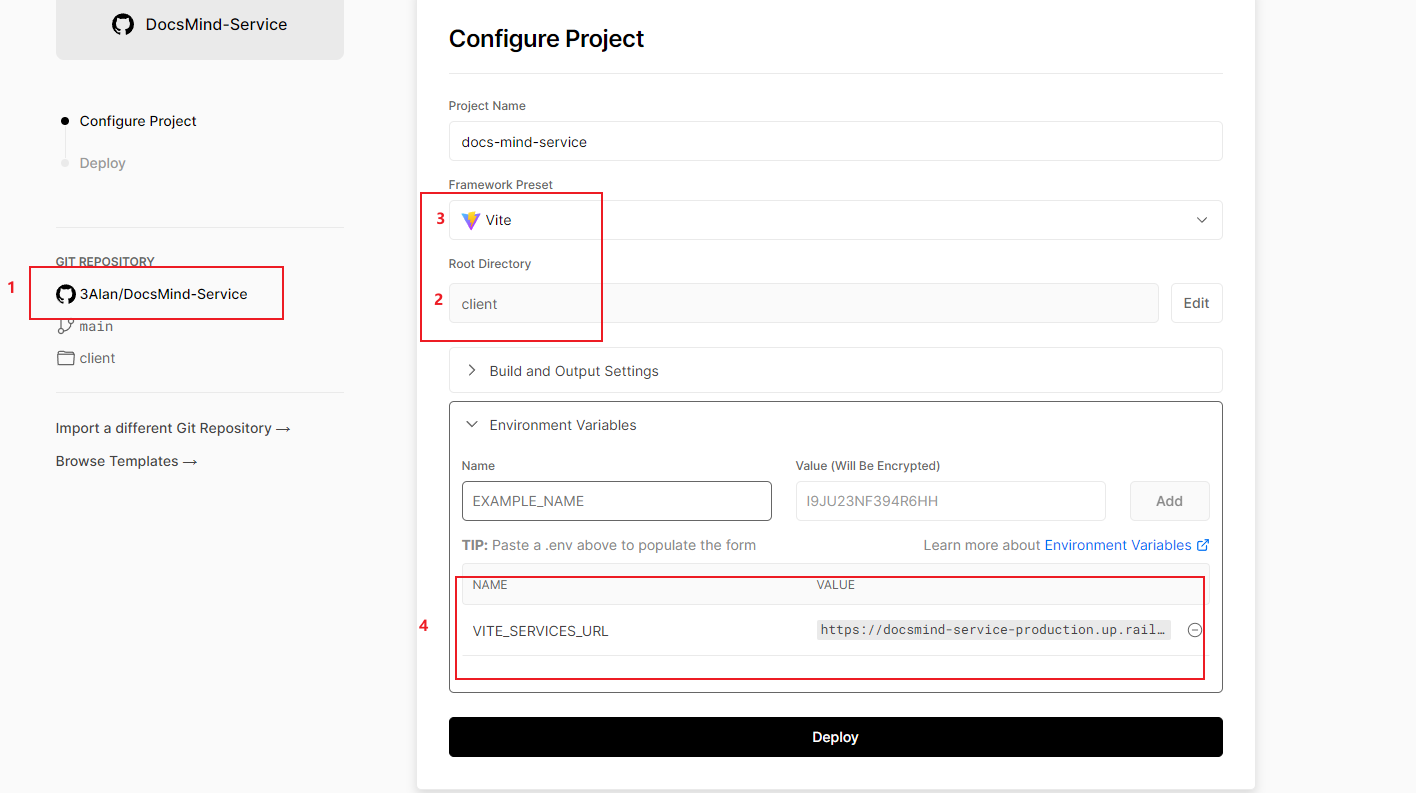 DocsMind-Service
Configure Project
Deploy
GIT REPOSITORY
1
3Alan/DocsMind-Service
main
client
Import a different Git Repository →
Browse Templates →
Configure Project
Project Name
docs-mind-service
Framework Preset
3
Vite
Root Directory
2
client
Edit
Build and Output Settings
Environment Variables
Name
Value (Will Be Encrypted)
EXAMPLE_NAME
I9JU23NF394R6HH
Add
TIP: Paste a .env above to populate the form
Learn more about Environment Variables
NAME
VALUE
4
VITE_SERVICES_URL
https://docsmind-service-production.up.rail…
Deploy